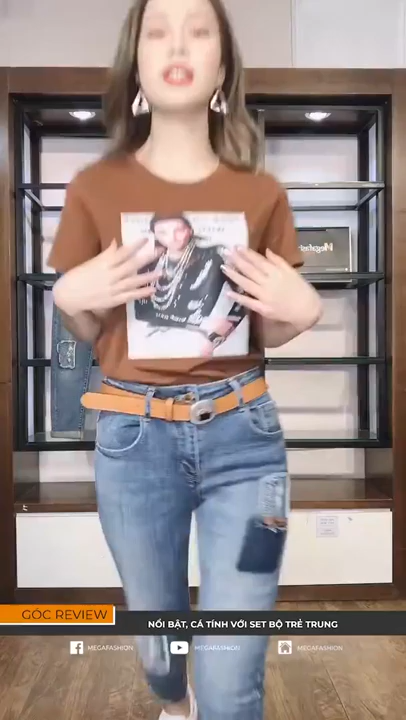 GÓC REVIEW
NỔI BẬT, CÁ TÍNH VỚI SET BỘ TRẺ TRUNG
MEGAFASHION. MEGAFASHION. MEGAFASHION.